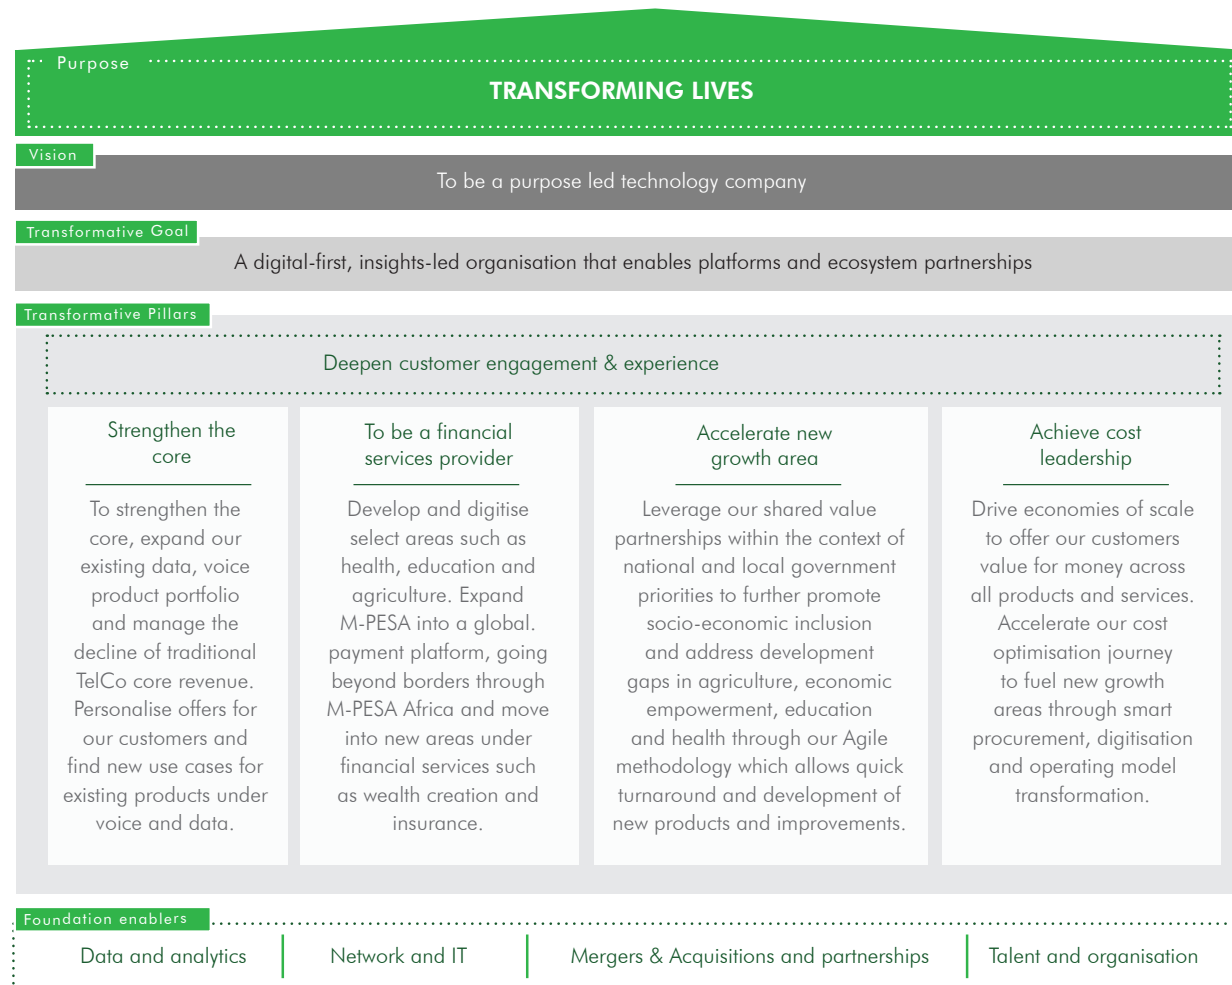 Purpose
TRANSFORMING LIVES
Vision
To be a purpose led technology company
Transformative Goal
A digital-first, insights-led organisation that enables platforms and ecosystem partnerships
Transformative Pillars
Deepen customer engagement & experience
Strengthen the
core
To strengthen the
core, expand our
existing data, voice
product portfolio
and manage the
decline of traditional
TelCo core revenue.
Personalise offers for
our customers and
find new use cases for
existing products under
voice and data.
To be a financial
services provider
Develop and digitise
select areas such as
health, education and
agriculture. Expand
M-PESA into a global.
payment platform, going
beyond borders through
M-PESA Africa and move
into new areas under
financial services such
as wealth creation and
insurance.
Accelerate new
growth area
Leverage our shared value
partnerships within the context of
national and local government
priorities to further promote
socio-economic inclusion
and address development
gaps in agriculture, economic
empowerment, education
and health through our Agile
methodology which allows quick
turnaround and development of
new products and improvements.
Achieve cost
leadership
Drive economies of scale
to offer our customers
value for money across
all products and services.
Accelerate our cost
optimisation journey
to fuel new growth
areas through smart
procurement, digitisation
and operating model
transformation.
Foundation enablers
Data and analytics
Network and IT
Mergers & Acquisitions and partnerships
Talent and organisation